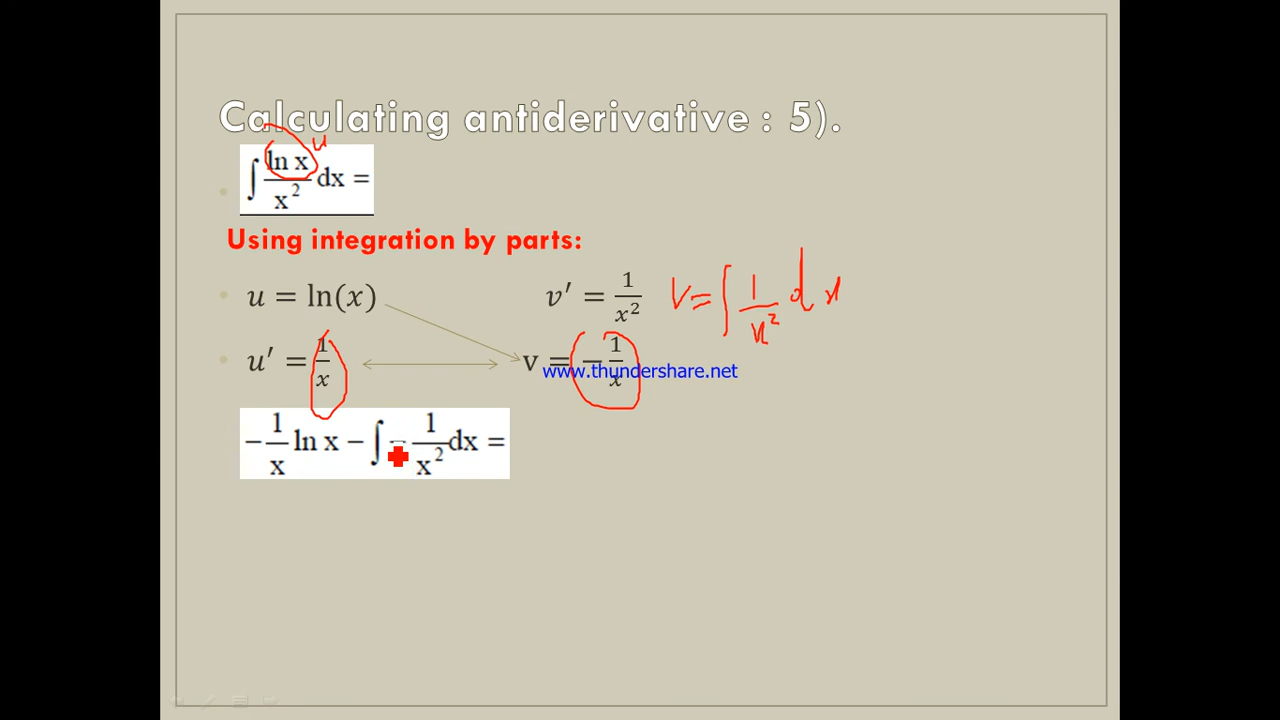 Calculating antiderivative : 5).
u
∫ ln x / x² dx =
Using integration by parts:
u = ln(x) v′ = 1/x² V = ∫ 1/x² dx
u′ = 1/x v = − 1/x
www.thundershare.net
− 1/x ln x − ∫ − 1/x² dx =